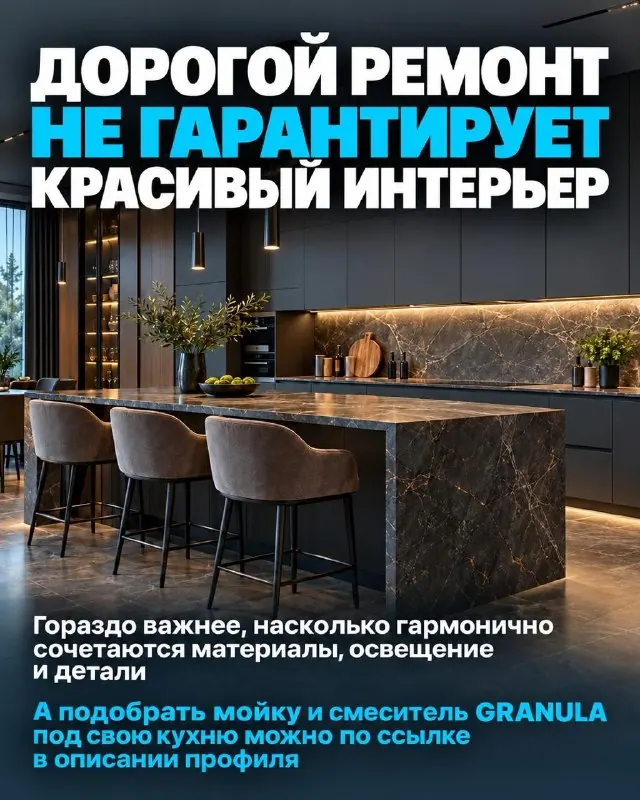 ДОРОГОЙ РЕМОНТ
НЕ ГАРАНТИРУЕТ
КРАСИВЫЙ ИНТЕРЬЕР
Гораздо важнее, насколько гармонично
сочетаются материалы, освещение
и детали
А подобрать мойку и смеситель GRANULA
под свою кухню можно по ссылке
в описании профиля